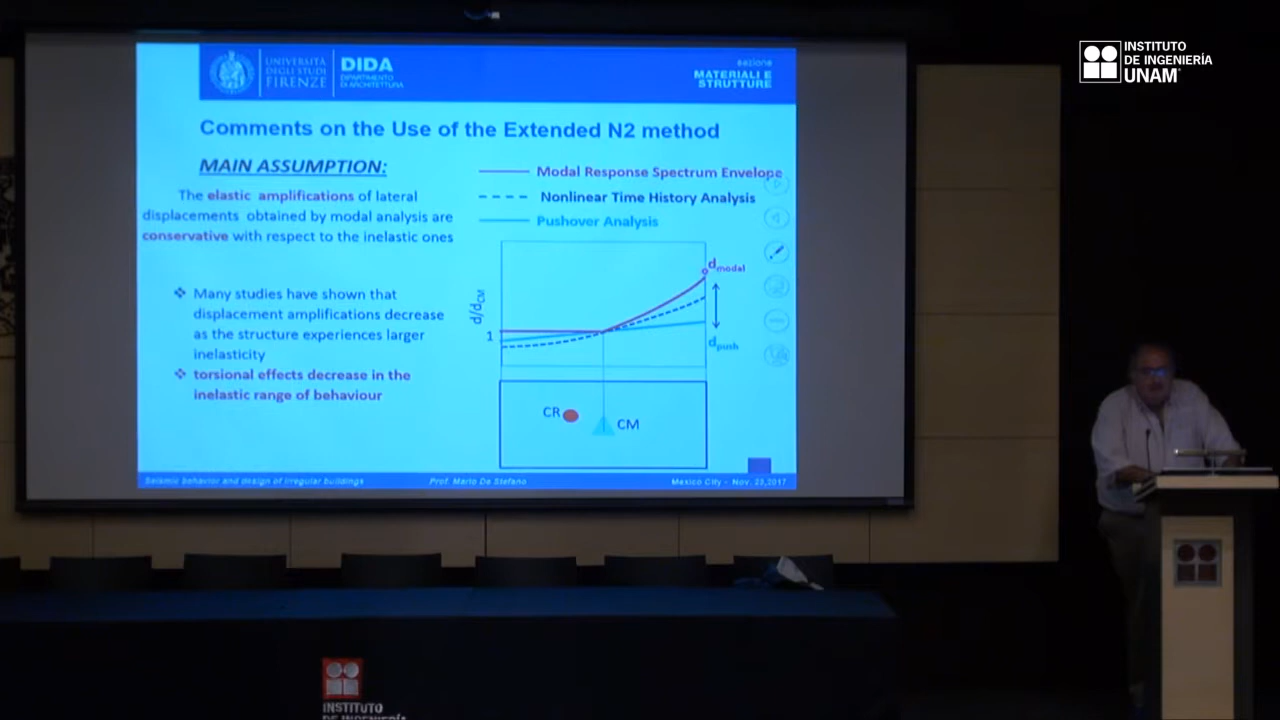 INSTITUTO
DE INGENIERÍA
UNAM
UNIVERSITÀ
DEGLI STUDI
FIRENZE
DIDA
DIPARTIMENTO
DI ARCHITETTURA
sezione
MATERIALI E
STRUTTURE
Comments on the Use of the Extended N2 method
MAIN ASSUMPTION:
The elastic amplifications of lateral
displacements obtained by modal analysis are
conservative with respect to the inelastic ones
Many studies have shown that
displacement amplifications decrease
as the structure experiences larger
inelasticity
torsional effects decrease in the
inelastic range of behaviour
Modal Response Spectrum Envelope
Nonlinear Time History Analysis
Pushover Analysis
d/dCM
1
dmodal
dpush
CR
CM
Seismic behavior and design of irregular buildings
Prof. Mario De Stefano
Mexico City - Nov. 23,2017
INSTITUTO
DE INGENIERÍA